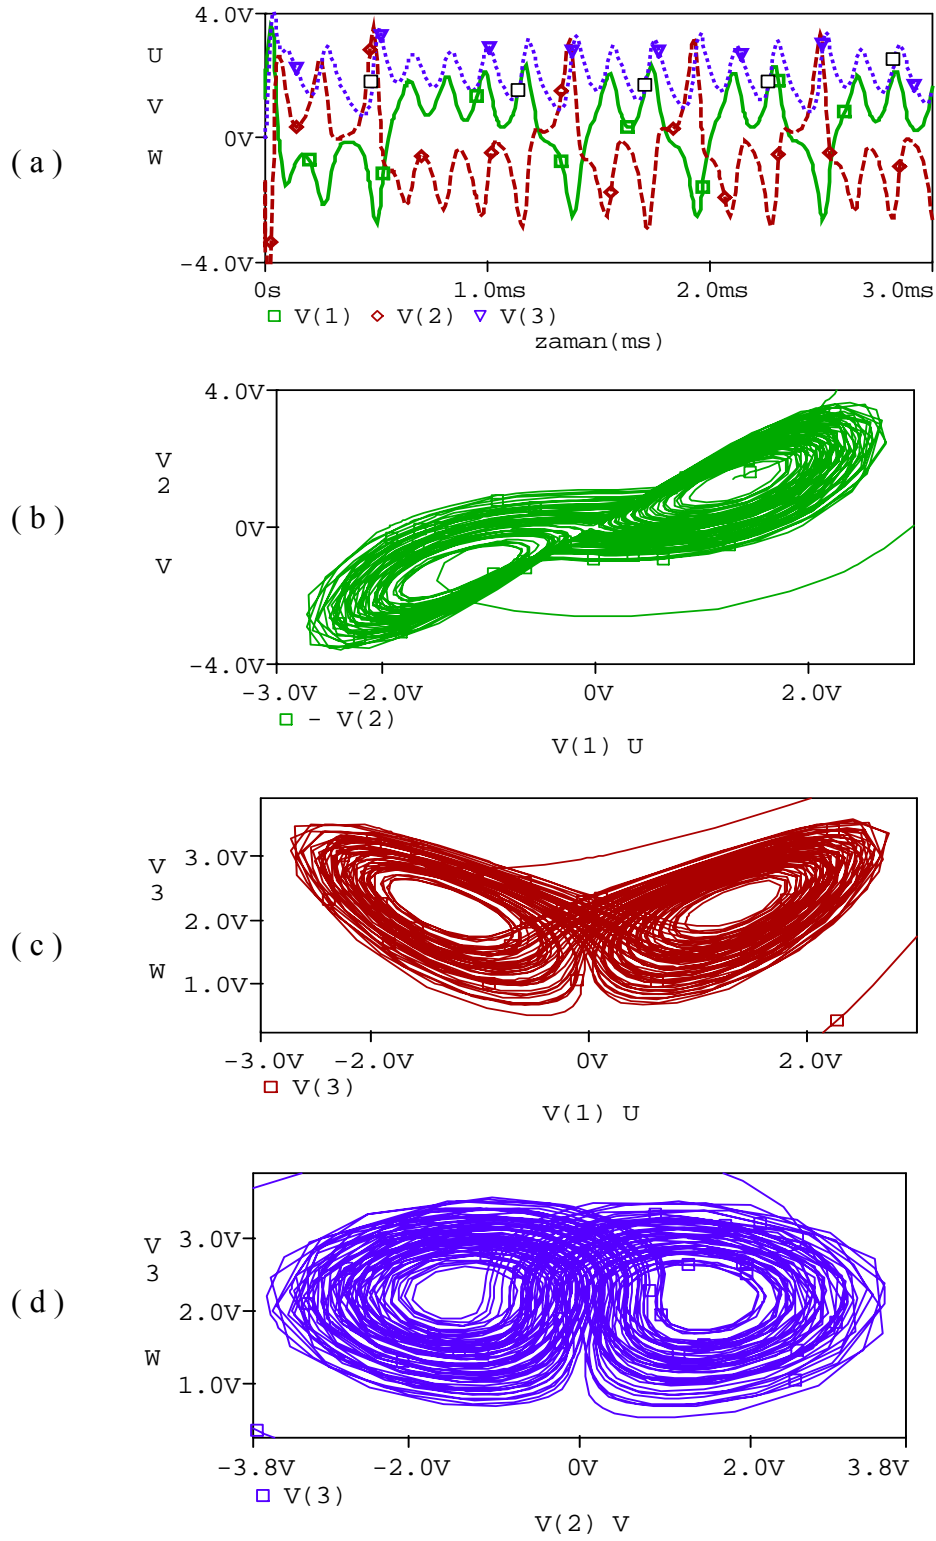 4.0V
U
V
0V
W
(a)
-4.0V
0s 1.0ms 2.0ms 3.0ms
V(1) V(2) V(3)
zaman(ms)
4.0V
V
2
(b)
0V
V
-4.0V
-3.0V -2.0V 0V 2.0V
- V(2)
V(1) U
V
3.0V
3
2.0V
(c)
W
1.0V
-3.0V -2.0V 0V 2.0V
V(3)
V(1) U
V
3.0V
3
(d)
2.0V
W
1.0V
-3.8V -2.0V 0V 2.0V 3.8V
V(3)
V(2) V